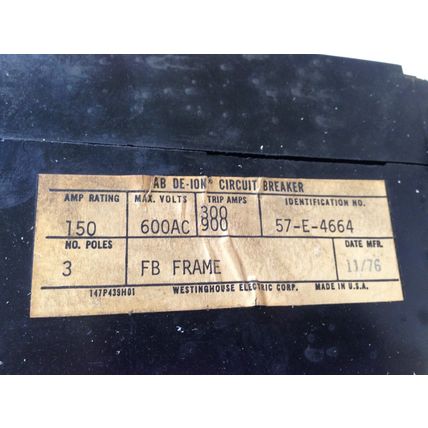 AB DE-ION® CIRCUIT BREAKER
AMP RATING MAX. VOLTS TRIP AMPS IDENTIFICATION NO.
150 600AC 300 900 57-E-4664
NO. POLES DATE MFR.
3 FB FRAME 11/76
147P439H01 WESTINGHOUSE ELECTRIC CORP. MADE IN U.S.A.